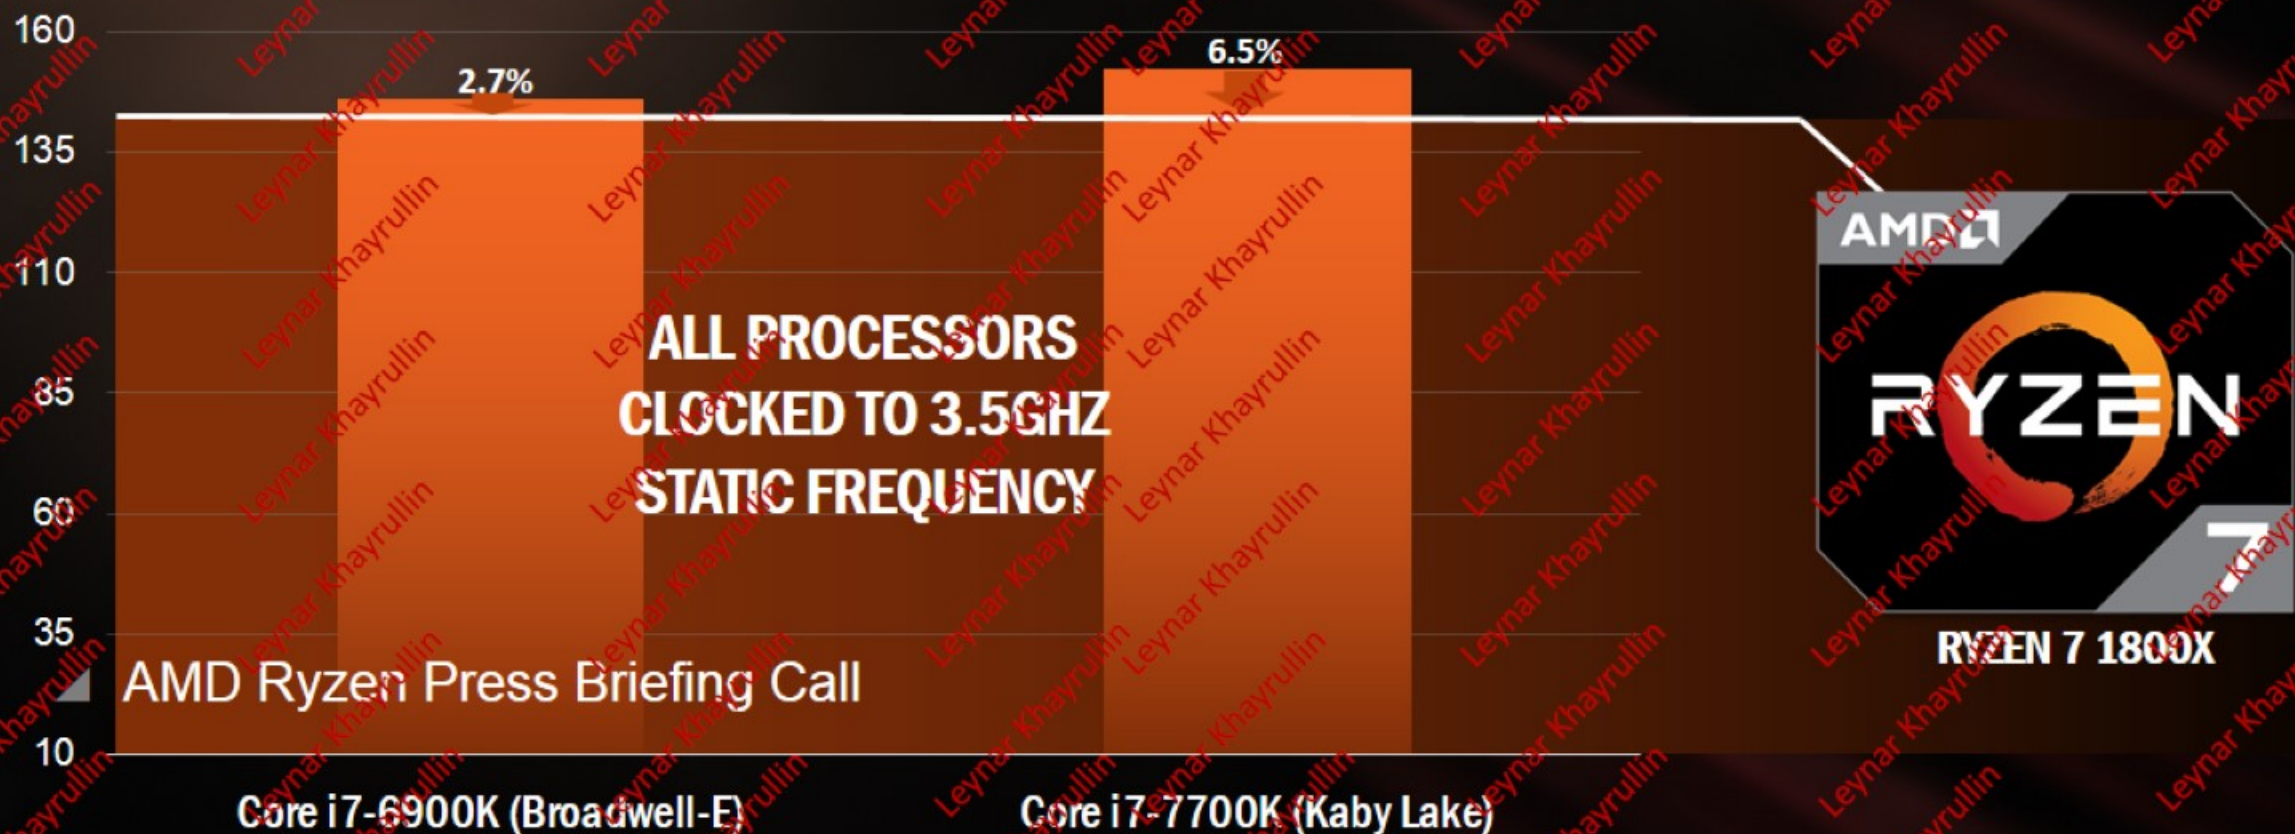 160
2.7%
6.5%
135
110
85
60
35
10
AMD
RYZEN
7
RYZEN 7 1800X
ALL PROCESSORS
CLOCKED TO 3.5GHZ
STATIC FREQUENCY
AMD Ryzen Press Briefing Call
Core i7-6900K (Broadwell-E)
Core i7-7700K (Kaby Lake)
Leynar Khayrullin